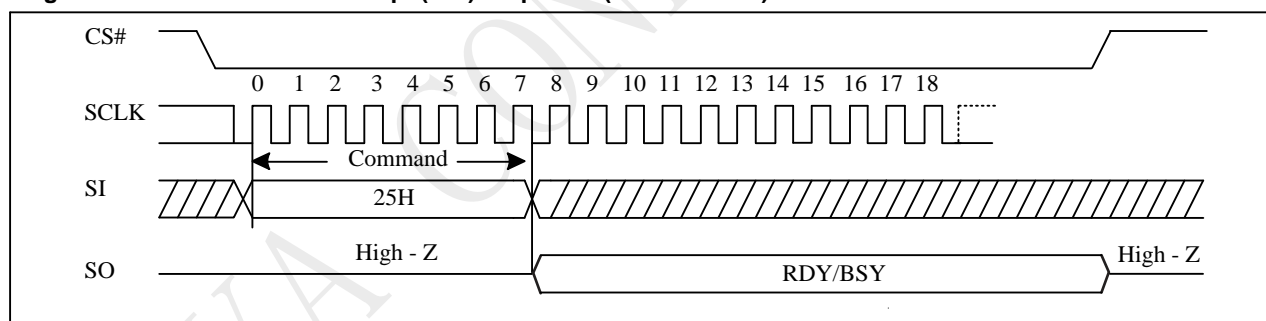 CS#
0 1 2 3 4 5 6 7 8 9 10 11 12 13 14 15 16 17 18
SCLK
Command
SI
25H
High - Z
High - Z
SO
RDY/BSY